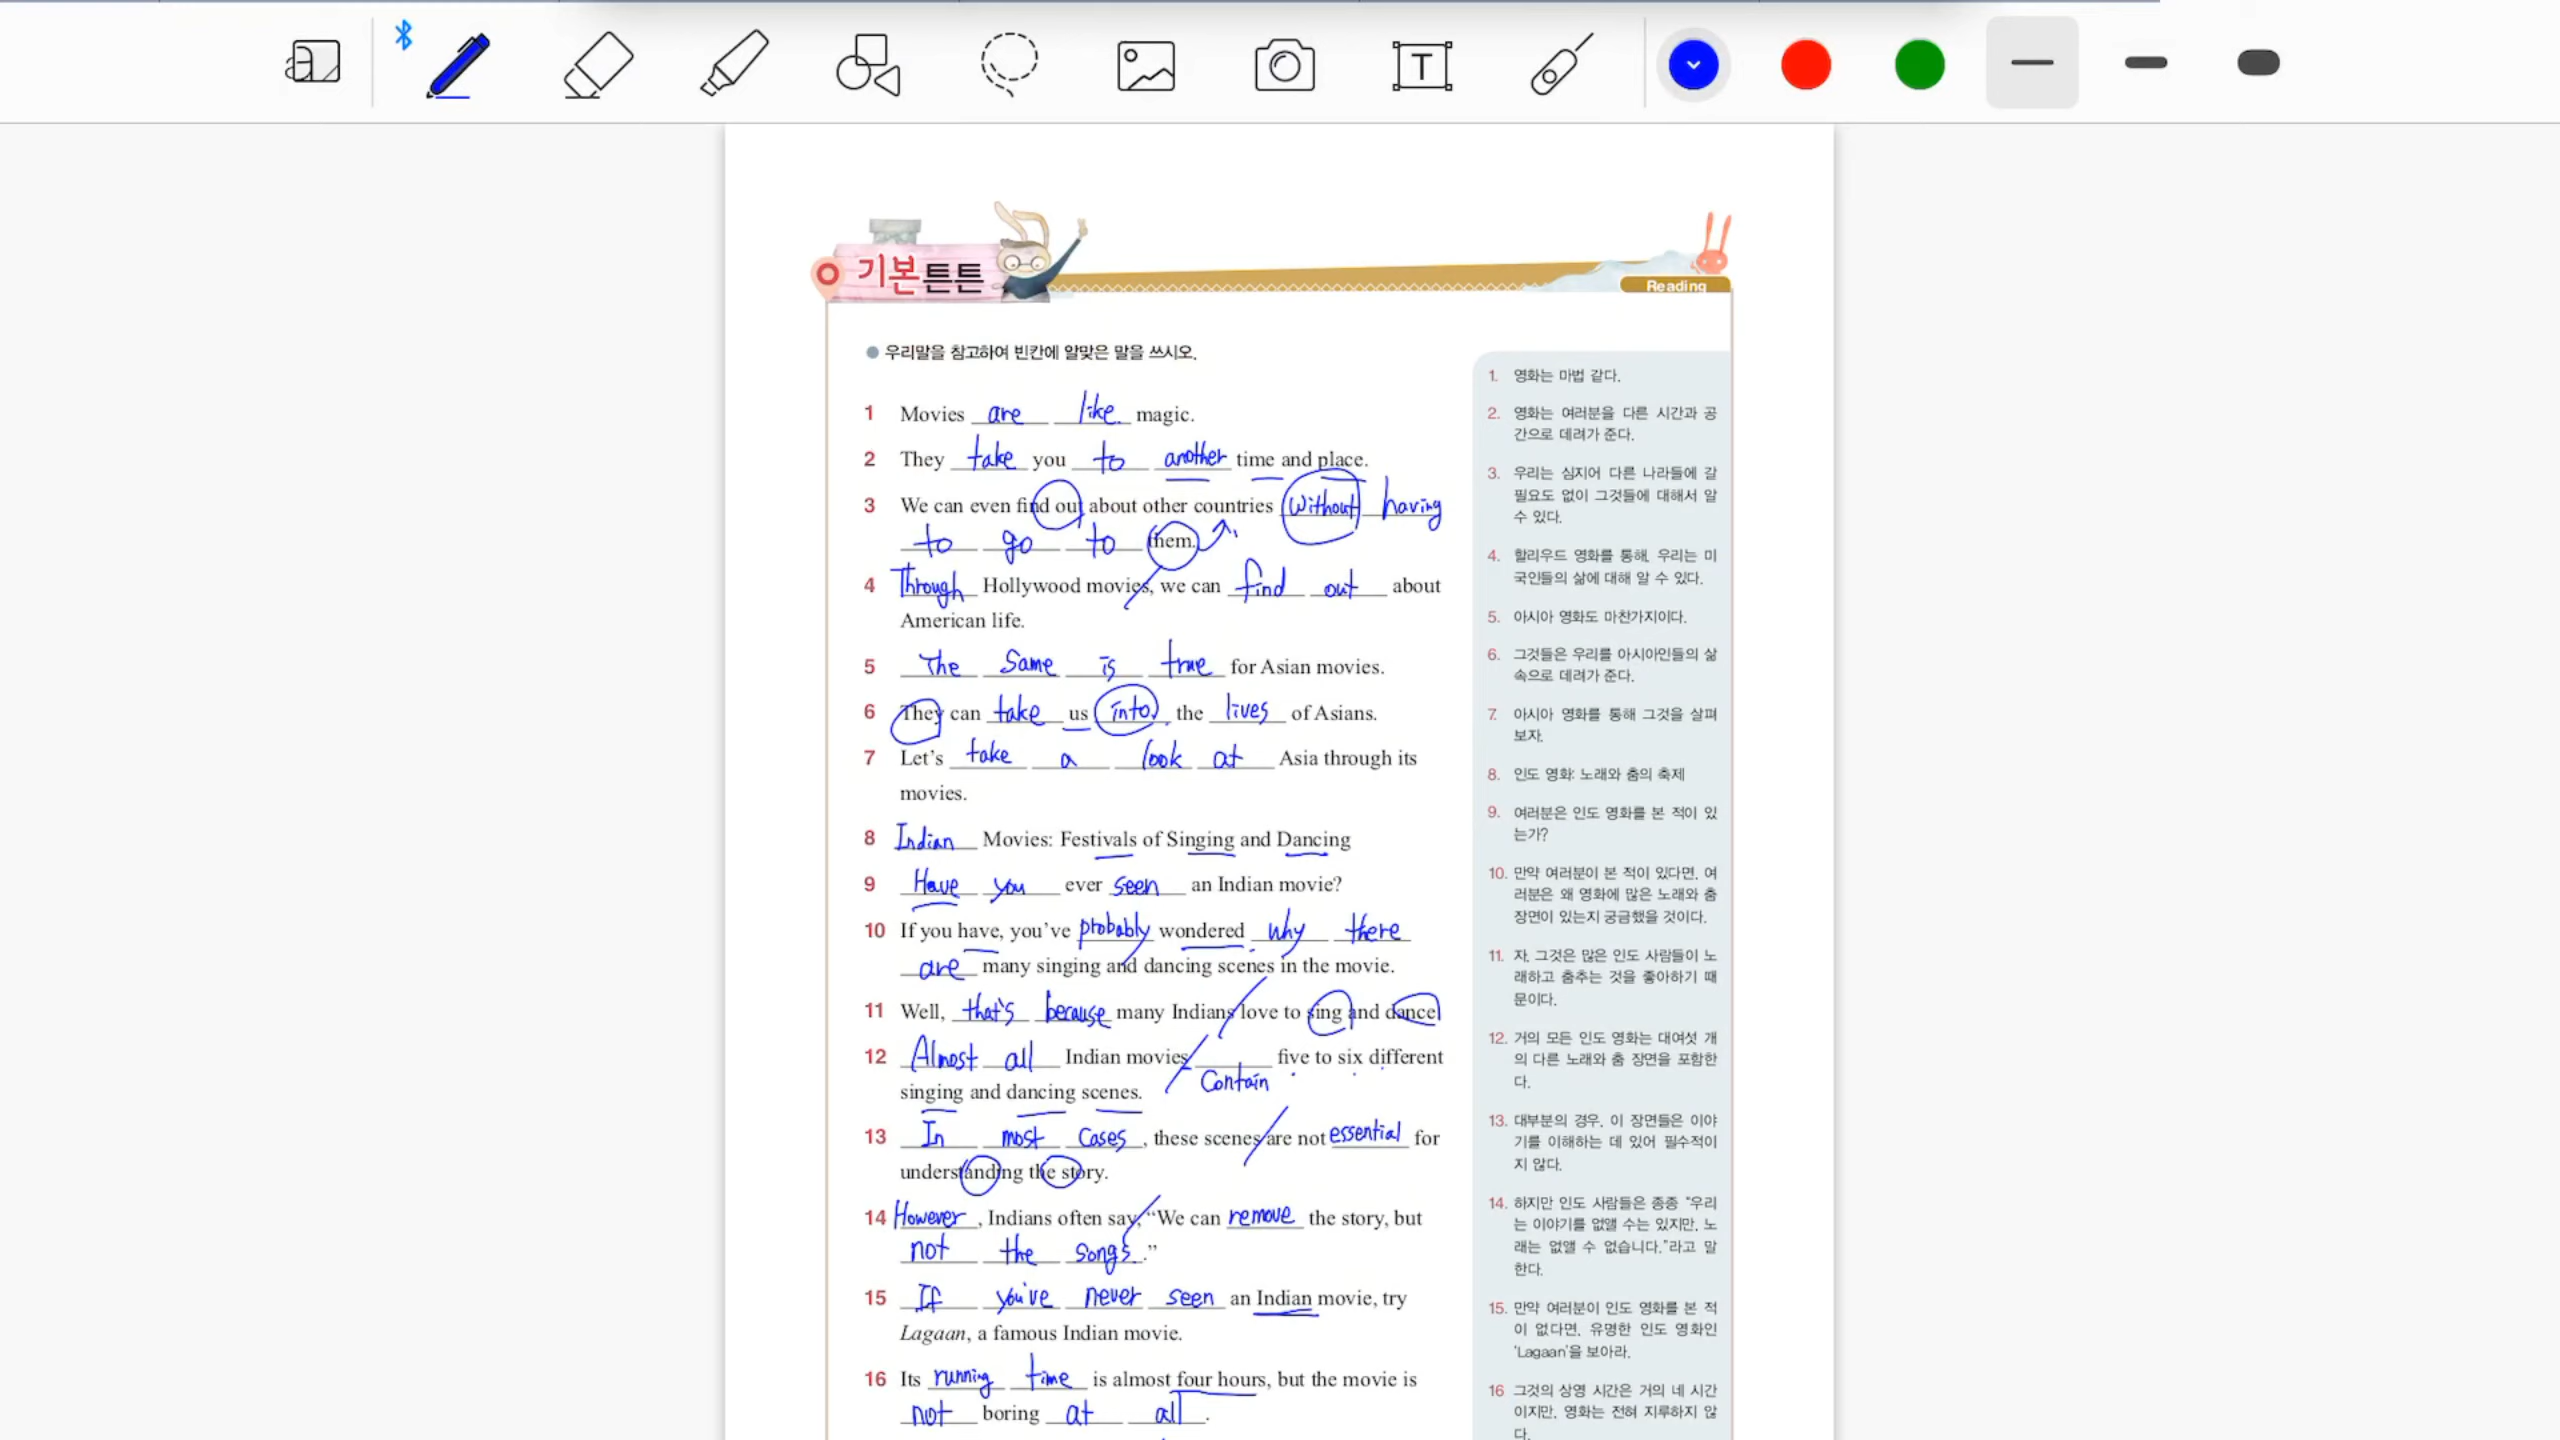 기본튼튼
Reading
우리말을 참고하여 빈칸에 알맞은 말을 쓰시오.
1 Movies are like magic.
2 They take you to another time and place.
3 We can even find out about other countries without having
to go to them.
4 Through Hollywood movies, we can find out about
American life.
5 The same is true for Asian movies.
6 They can take us into the lives of Asians.
7 Let's take a look at Asia through its
movies.
8 Indian Movies: Festivals of Singing and Dancing
9 Have you ever seen an Indian movie?
10 If you have, you've probably wondered why there
are many singing and dancing scenes in the movie.
11 Well, that's because many Indians love to sing and dance
12 Almost all Indian movies contain five to six different
singing and dancing scenes.
13 In most cases, these scenes are not essential for
understanding the story.
14 However, Indians often say, “We can remove the story, but
not the songs.”
15 If you've never seen an Indian movie, try
Lagaan, a famous Indian movie.
16 Its running time is almost four hours, but the movie is
not boring at all.
1. 영화는 마법 같다.
2. 영화는 여러분을 다른 시간과 공
간으로 데려가 준다.
3. 우리는 심지어 다른 나라들에 갈
필요도 없이 그것들에 대해서 알
수 있다.
4. 할리우드 영화를 통해, 우리는 미
국인들의 삶에 대해 알 수 있다.
5. 아시아 영화도 마찬가지이다.
6. 그것들은 우리를 아시아인들의 삶
속으로 데려가 준다.
7. 아시아 영화를 통해 그것을 살펴
보자.
8. 인도 영화: 노래와 춤의 축제
9. 여러분은 인도 영화를 본 적이 있
는가?
10. 만약 여러분이 본 적이 있다면, 여
러분은 왜 영화에 많은 노래와 춤
장면이 있는지 궁금했을 것이다.
11. 자, 그것은 많은 인도 사람들이 노
래하고 춤추는 것을 좋아하기 때
문이다.
12. 거의 모든 인도 영화는 대여섯 개
의 다른 노래와 춤 장면을 포함한
다.
13. 대부분의 경우, 이 장면들은 이야
기를 이해하는 데 있어 필수적이
지 않다.
14. 하지만 인도 사람들은 종종 “우리
는 이야기를 없앨 수는 있지만, 노
래는 없앨 수 없습니다.”라고 말
한다.
15. 만약 여러분이 인도 영화를 본 적
이 없다면, 유명한 인도 영화인
'Lagaan'을 보아라.
16 그것의 상영 시간은 거의 네 시간
이지만, 영화는 전혀 지루하지 않
다.